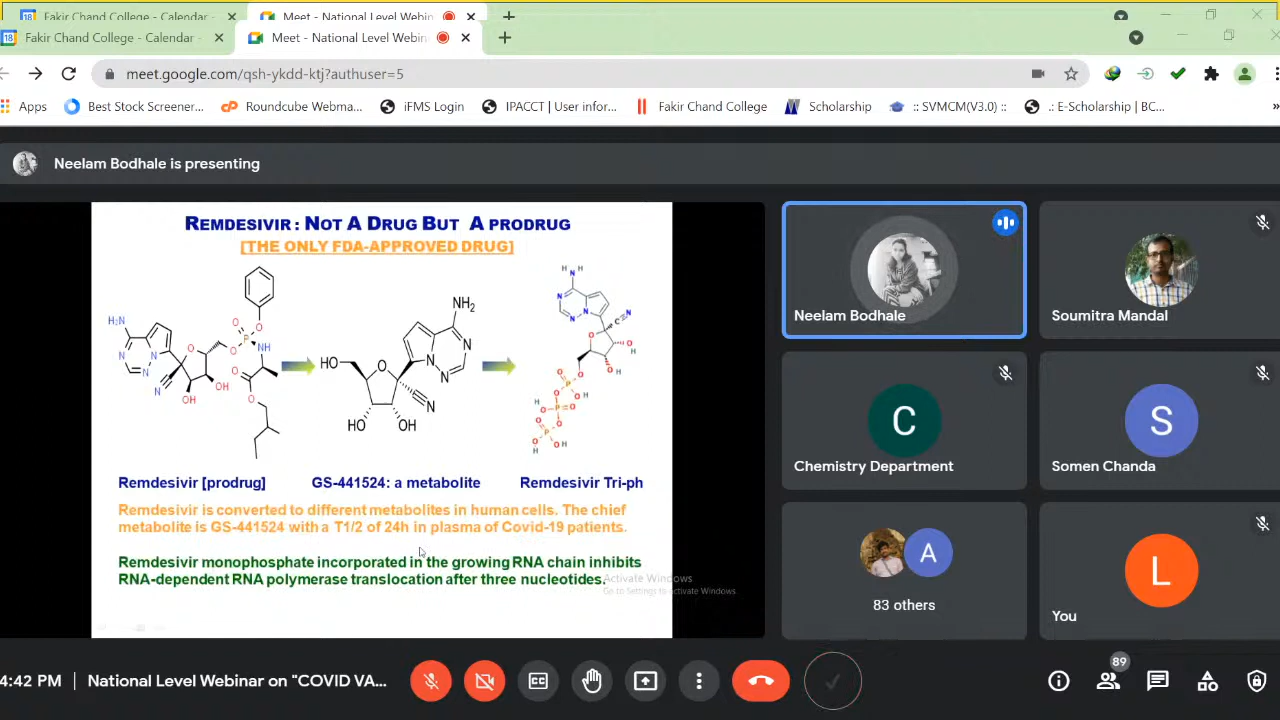 Fakir Chand College - Calendar - Meet - National Level Webin
18 Fakir Chand College - Calendar - Meet - National Level Webin
meet.google.com/qsh-ykdd-ktj?authuser=5
Apps Best Stock Screener... Roundcube Webma... iFMS Login IPACCT | User infor... Fakir Chand College Scholarship :: SVMCM(V3.0) :: .: E-Scholarship | BC...
Neelam Bodhale is presenting
REMDESIVIR : NOT A DRUG BUT A PRODRUG
[THE ONLY FDA-APPROVED DRUG]
Remdesivir [prodrug] GS-441524: a metabolite Remdesivir Tri-ph
Remdesivir is converted to different metabolites in human cells. The chief
metabolite is GS-441524 with a T1/2 of 24h in plasma of Covid-19 patients.
Remdesivir monophosphate incorporated in the growing RNA chain inhibits
RNA-dependent RNA polymerase translocation after three nucleotides.
Activate Windows
Go to Settings to activate Windows.
Neelam Bodhale
Soumitra Mandal
C
Chemistry Department
S
Somen Chanda
A
83 others
L
You
4:42 PM | National Level Webinar on "COVID VA...
89